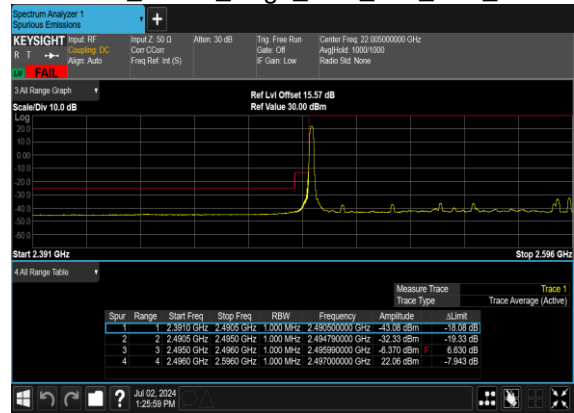 Spectrum Analyzer 1
Spurious Emissions
KEYSIGHT Input: RF Input Z: 50 Ω Atten: 30 dB Trig: Free Run Center Freq: 22.005000000 GHz
R T Coupling: DC Corr CCorr Gate: Off Avg|Hold: 1000/1000
Align: Auto Freq Ref: Int (S) IF Gain: Low Radio Std: None
FAIL
3 All Range Graph
Ref Lvl Offset 15.57 dB
Scale/Div 10.0 dB Ref Value 30.00 dBm
Log
20.0
10.0
0.00
-10.0
-20.0
-30.0
-40.0
-50.0
-60.0
Start 2.391 GHz Stop 2.596 GHz
4 All Range Table
Measure Trace Trace 1
Trace Type Trace Average (Active)
Spur Range Start Freq Stop Freq RBW Frequency Amplitude ΔLimit
1 1 2.3910 GHz 2.4905 GHz 1.000 MHz 2.490500000 GHz -43.08 dBm -18.08 dB
2 2 2.4905 GHz 2.4950 GHz 1.000 MHz 2.494790000 GHz -32.33 dBm -19.33 dB
3 3 2.4950 GHz 2.4960 GHz 1.000 MHz 2.495990000 GHz -6.370 dBm F 6.630 dB
4 4 2.4960 GHz 2.5960 GHz 1.000 MHz 2.497000000 GHz 22.06 dBm -7.943 dB
? Jul 02, 2024
1:25:59 PM